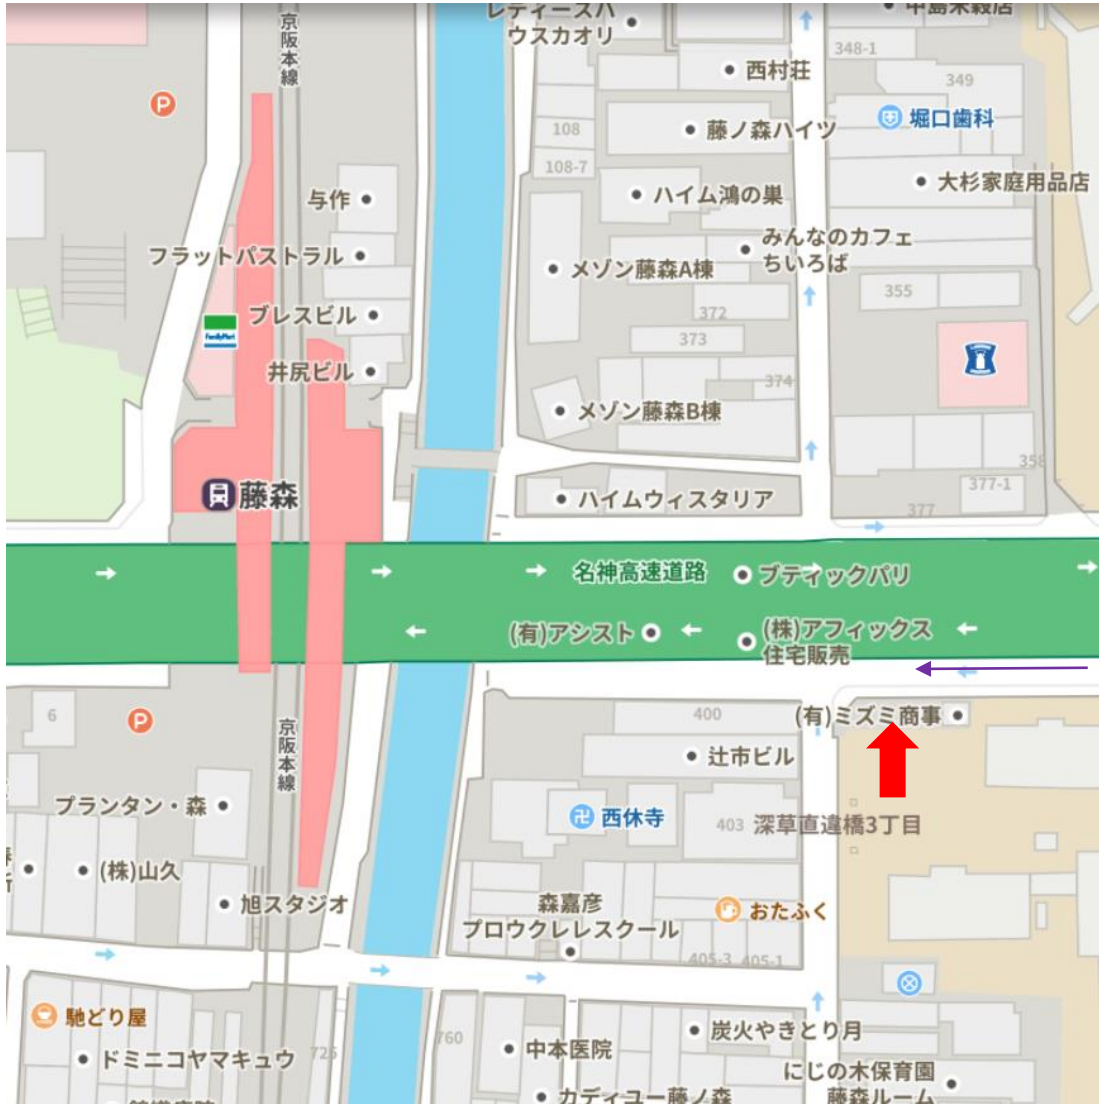 レディースハ
ウスカオリ
中島米穀店
京阪本線
348-1
西村荘
349
P
108
藤ノ森ハイツ
堀口歯科
108-7
与作
ハイム鴻の巣
大杉家庭用品店
フラットパストラル
メゾン藤森A棟
みんなのカフェ
ちいろば
355
ブレスビル
FamilyMart
372
373
LAWSON
井尻ビル
374
メゾン藤森B棟
358
藤森
ハイムウィスタリア
377-1
377
名神高速道路
ブティックパリ
(有)アシスト
(株)アフィックス
住宅販売
6
P
京阪本線
400
(有)ミズミ商事
辻市ビル
プランタン・森
西休寺
403
深草直違橋3丁目
(株)山久
旭スタジオ
森嘉彦
プロウクレレスクール
おたふく
405-3
405-1
馳どり屋
ドミニコヤマキュウ
725
760
中本医院
炭火やきとり月
にじの木保育園
藤森ルーム
カディユー藤ノ森